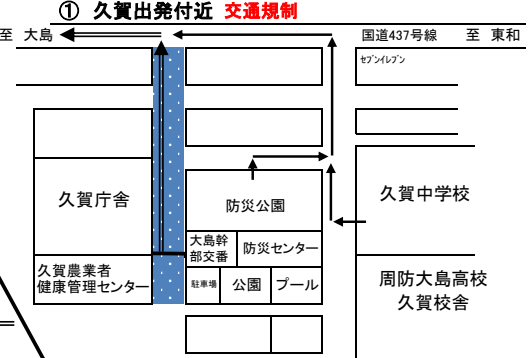 ① 久賀出発付近 交通規制
至 大島
国道437号線 至 東和
セブンイレブン
久賀庁舎
防災公園
久賀中学校
大島幹
部交番
防災センター
久賀農業者
健康管理センター
駐車場
公園
プール
周防大島高校
久賀校舎